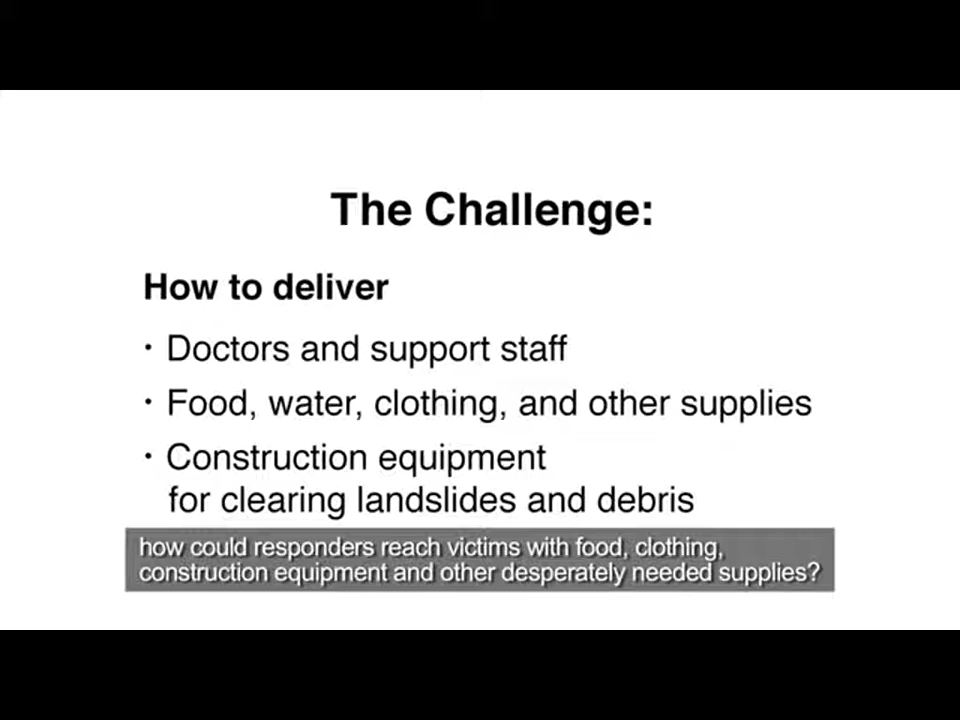 The Challenge:
How to deliver
· Doctors and support staff
· Food, water, clothing, and other supplies
· Construction equipment
for clearing landslides and debris
how could responders reach victims with food, clothing,
construction equipment and other desperately needed supplies?